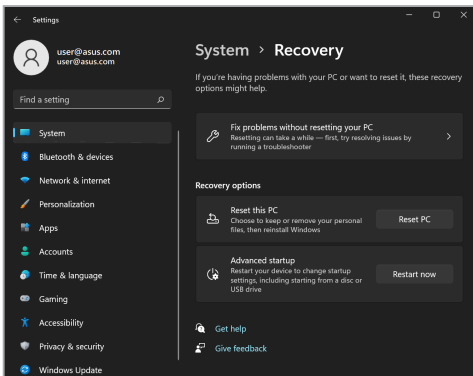 Settings
user@asus.com
user@asus.com
Find a setting
System
Bluetooth & devices
Network & internet
Personalization
Apps
Accounts
Time & language
Gaming
Accessibility
Privacy & security
Windows Update
System > Recovery
If you're having problems with your PC or want to reset it, these recovery
options might help.
Fix problems without resetting your PC
Resetting can take a while — first, try resolving issues by
running a troubleshooter
Recovery options
Reset this PC
Choose to keep or remove your personal
files, then reinstall Windows
Reset PC
Advanced startup
Restart your device to change startup
settings, including starting from a disc or
USB drive
Restart now
Get help
Give feedback